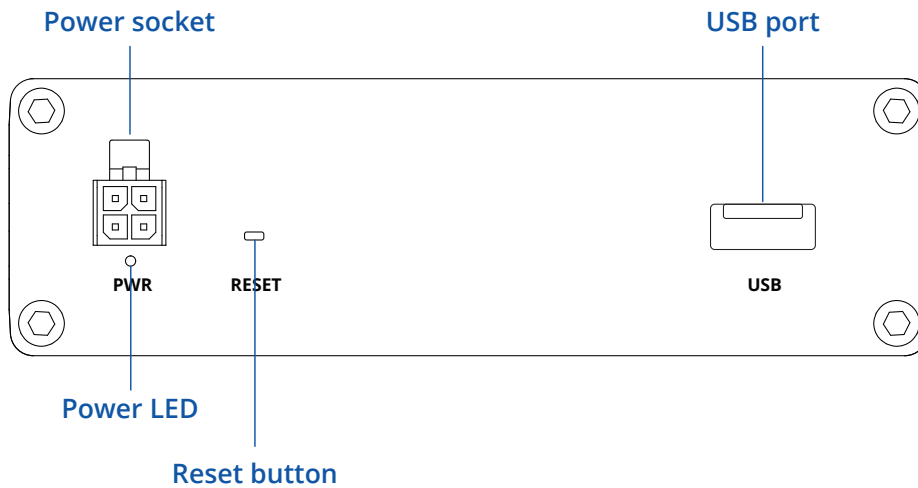 Power socket
USB port
PWR
RESET
USB
Power LED
Reset button